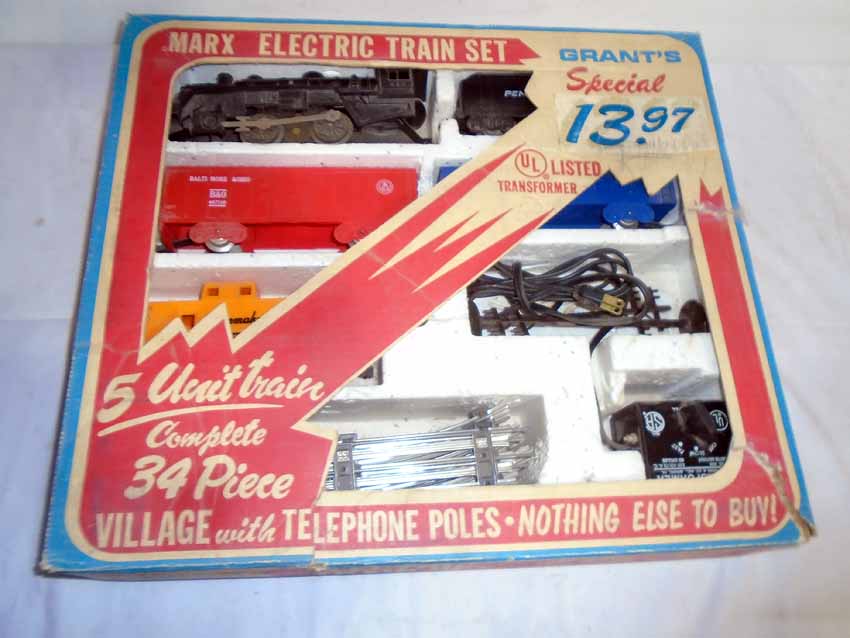 MARX ELECTRIC TRAIN SET
GRANT'S
Special
13.97
UL LISTED
TRANSFORMER
PEN
BALTIMORE & OHIO
B&O
5 Unit train
Complete
34 Piece
VILLAGE with TELEPHONE POLES • NOTHING ELSE TO BUY!